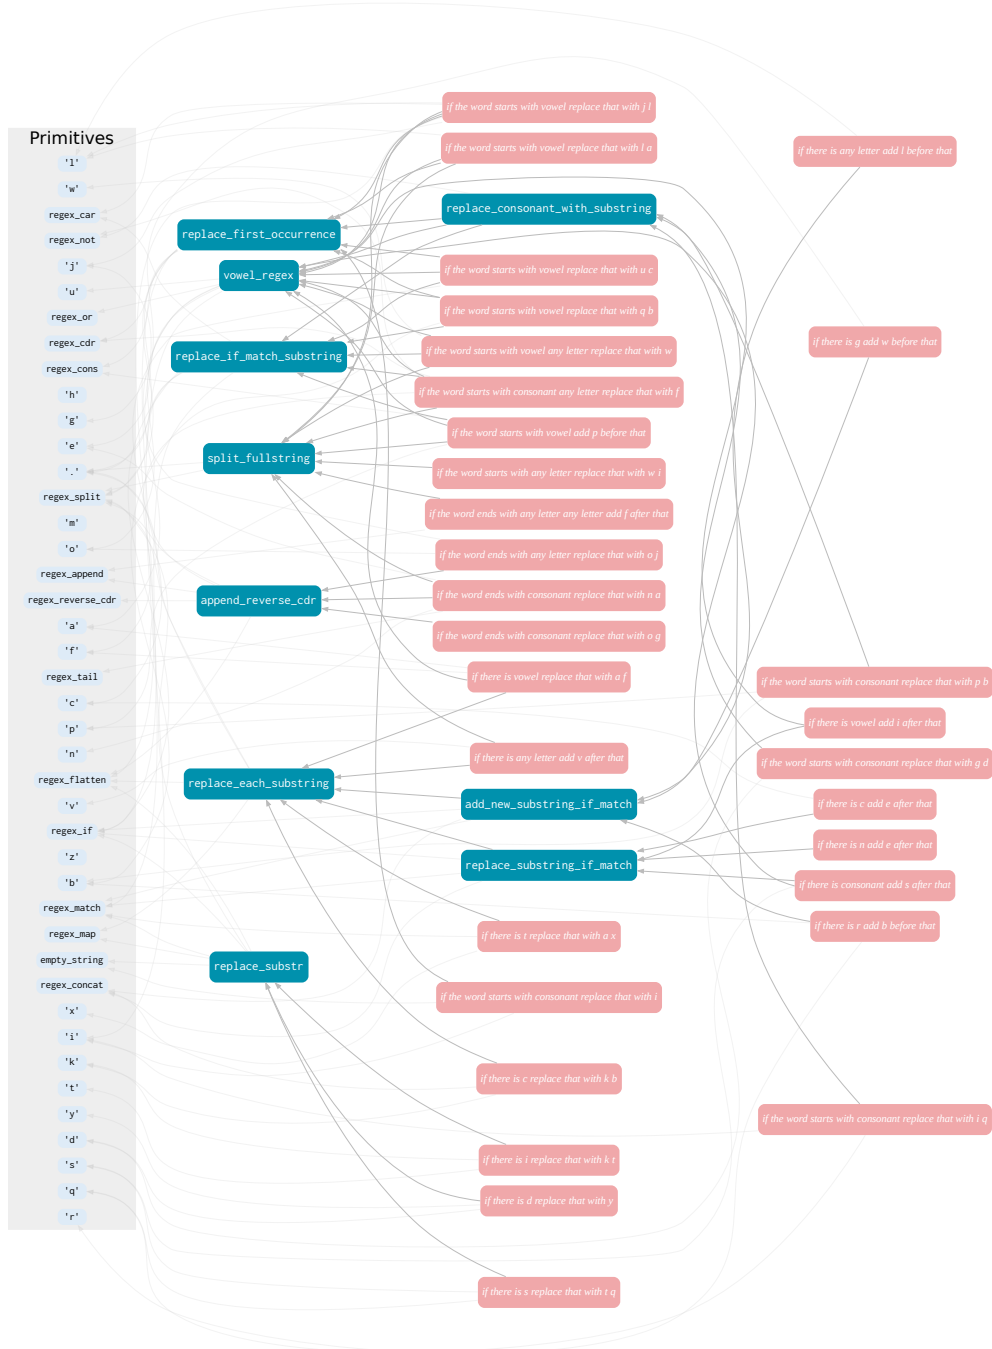 Primitives
'l'
'w'
regex_car
regex_not
'j'
'u'
regex_or
regex_cdr
regex_cons
'h'
'g'
'e'
'.'
regex_split
'm'
'o'
regex_append
regex_reverse_cdr
'a'
'f'
regex_tail
'c'
'p'
'n'
regex_flatten
'v'
regex_if
'z'
'b'
regex_match
regex_map
empty_string
regex_concat
'x'
'i'
'k'
't'
'y'
'd'
's'
'q'
'r'
replace_first_occurrence
vowel_regex
replace_if_match_substring
split_fullstring
append_reverse_cdr
replace_each_substring
replace_substr
if the word starts with vowel replace that with j l
if the word starts with vowel replace that with l a
replace_consonant_with_substring
if the word starts with vowel replace that with u c
if the word starts with vowel replace that with q b
if the word starts with vowel any letter replace that with w
if the word starts with consonant any letter replace that with f
if the word starts with vowel add p before that
if the word starts with any letter replace that with w i
if the word ends with any letter any letter add f after that
if the word ends with any letter replace that with o j
if the word ends with consonant replace that with n a
if the word ends with consonant replace that with o g
if there is vowel replace that with a f
if there is any letter add v after that
add_new_substring_if_match
replace_substring_if_match
if there is t replace that with a x
if the word starts with consonant replace that with i
if there is c replace that with k b
if there is i replace that with k t
if there is d replace that with y
if there is s replace that with t q
if there is any letter add l before that
if there is g add w before that
if the word starts with consonant replace that with p b
if there is vowel add i after that
if the word starts with consonant replace that with g d
if there is c add e after that
if there is n add e after that
if there is consonant add s after that
if there is r add b before that
if the word starts with consonant replace that with i q